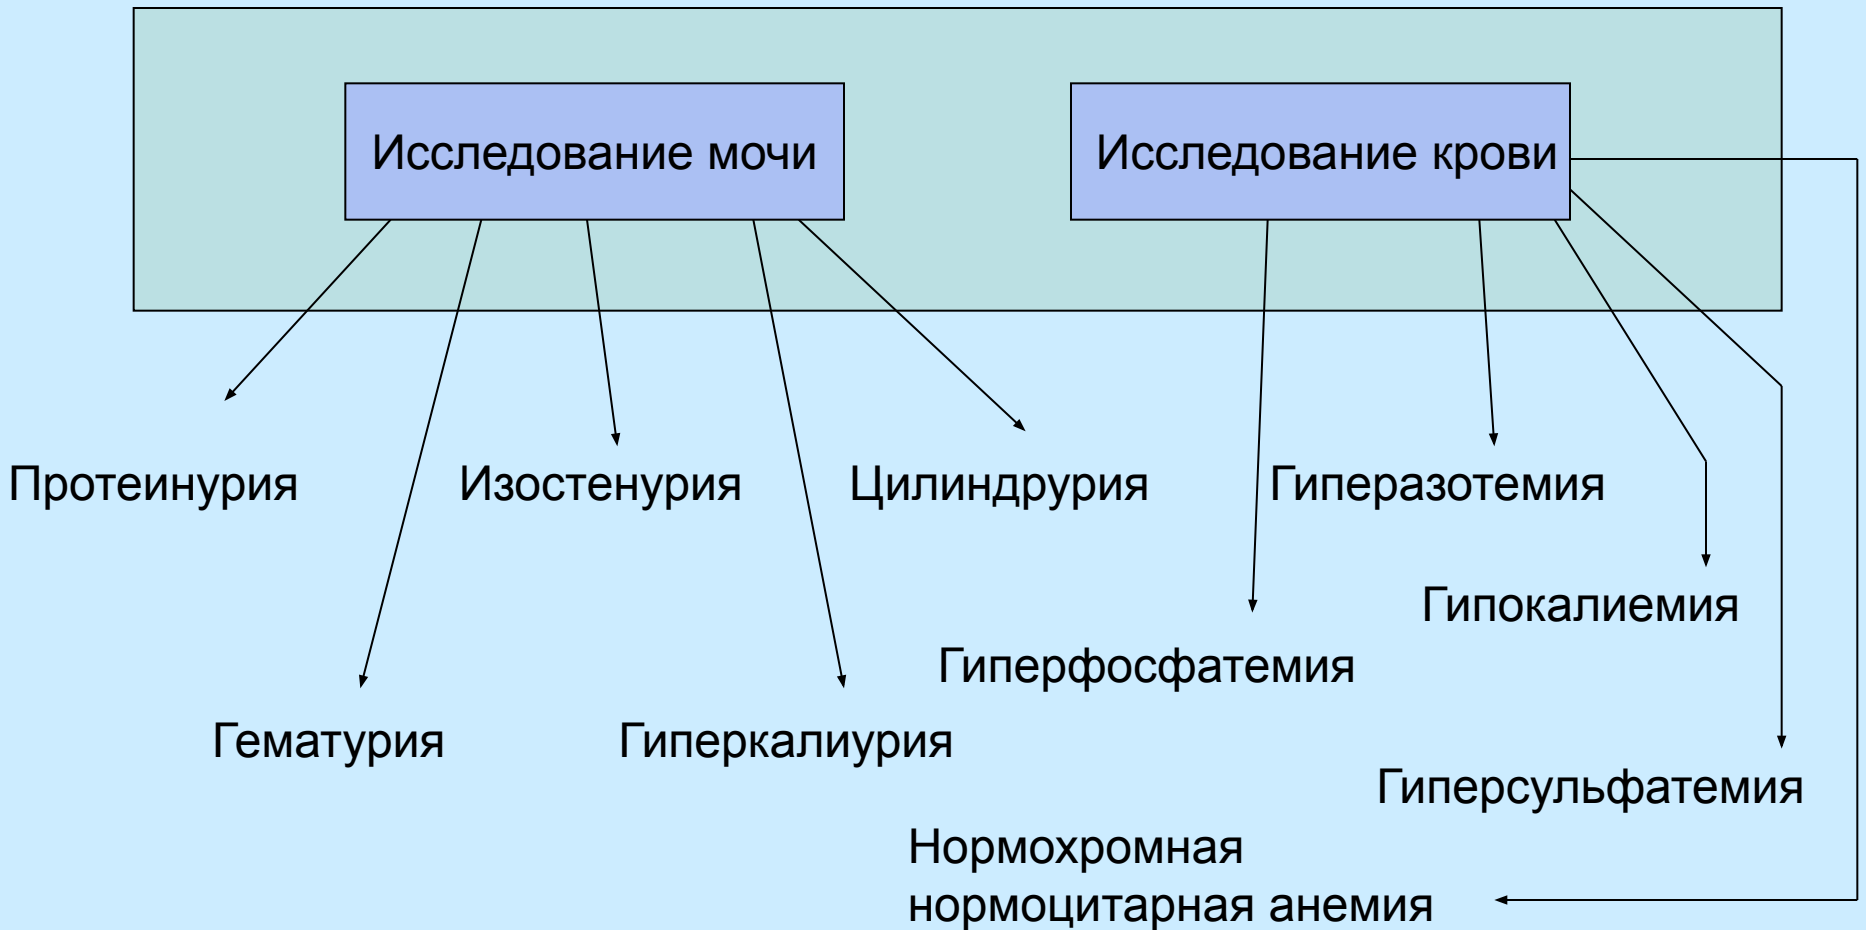 Исследование мочи
Исследование крови
Протеинурия
Изостенурия
Цилиндрурия
Гиперазотемия
Гипокалиемия
Гиперфосфатемия
Гематурия
Гиперкалиурия
Гиперсульфатемия
Нормохромная
нормоцитарная анемия